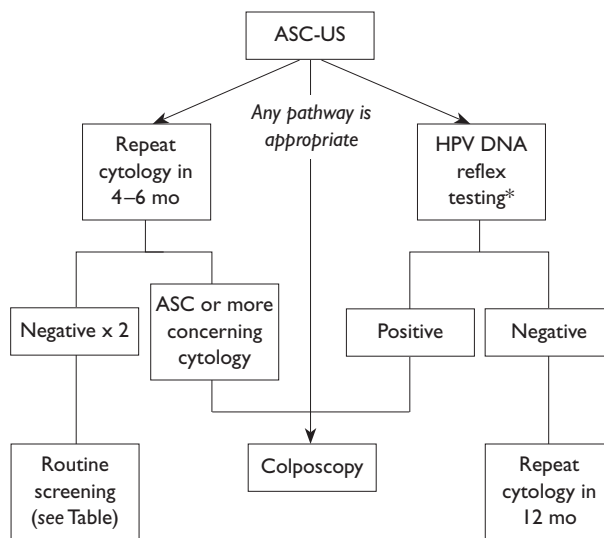 ASC-US
Any pathway is
appropriate
Repeat
cytology in
4–6 mo
HPV DNA
reflex
testing*
Negative x 2
ASC or more
concerning
cytology
Positive
Negative
Routine
screening
(see Table)
Colposcopy
Repeat
cytology in
12 mo